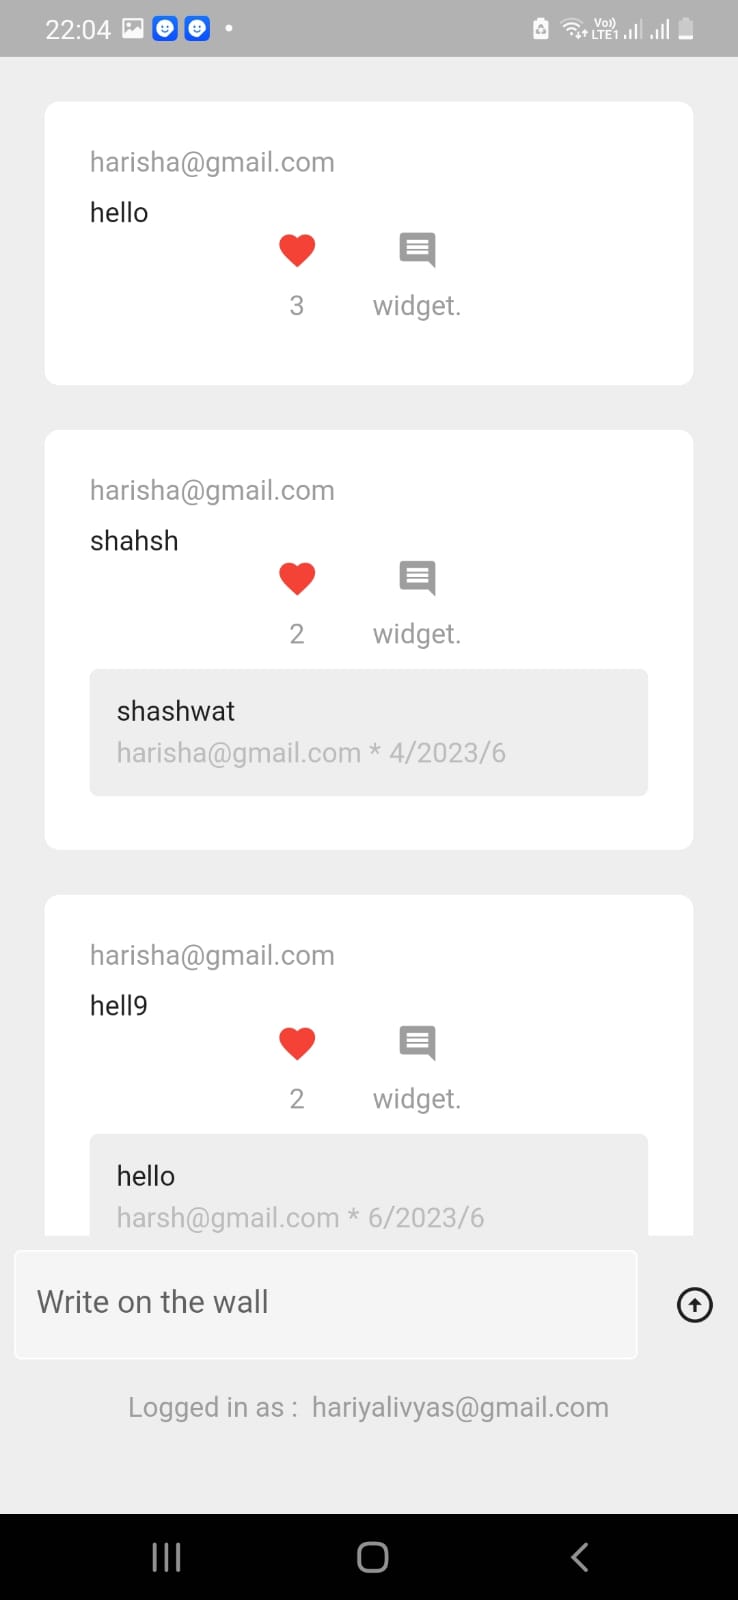 22:04
Vo))
LTE1
harisha@gmail.com
hello
3 widget.
harisha@gmail.com
shahsh
2 widget.
shashwat
harisha@gmail.com * 4/2023/6
harisha@gmail.com
hell9
2 widget.
hello
harsh@gmail.com * 6/2023/6
Write on the wall
Logged in as : hariyalivyas@gmail.com